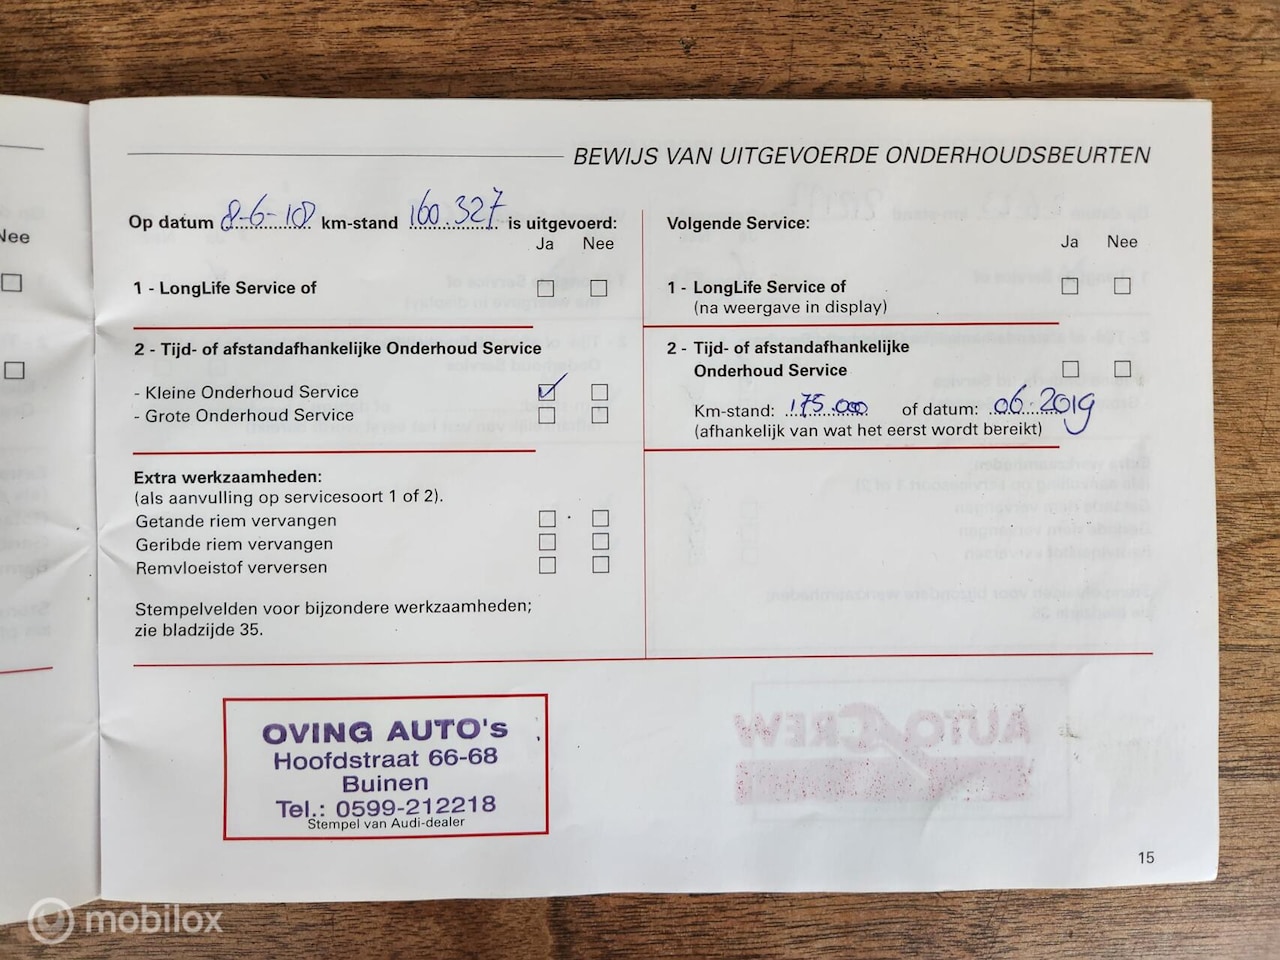 BEWIJS VAN UITGEVOERDE ONDERHOUDSBEURTEN
Op datum 8-6-18 km-stand 160.327 is uitgevoerd:
Ja Nee
1 - LongLife Service of
2 - Tijd- of afstandafhankelijke Onderhoud Service
- Kleine Onderhoud Service
- Grote Onderhoud Service
Extra werkzaamheden:
(als aanvulling op servicesoort 1 of 2).
Getande riem vervangen
Geribde riem vervangen
Remvloeistof verversen
Stempelvelden voor bijzondere werkzaamheden;
zie bladzijde 35.
Volgende Service:
Ja Nee
1 - LongLife Service of
(na weergave in display)
2 - Tijd- of afstandafhankelijke
Onderhoud Service
Km-stand: 175.000 of datum: 06.2019
(afhankelijk van wat het eerst wordt bereikt)
OVING AUTO's
Hoofdstraat 66-68
Buinen
Tel.: 0599-212218
Stempel van Audi-dealer
15
Nee
mobilox